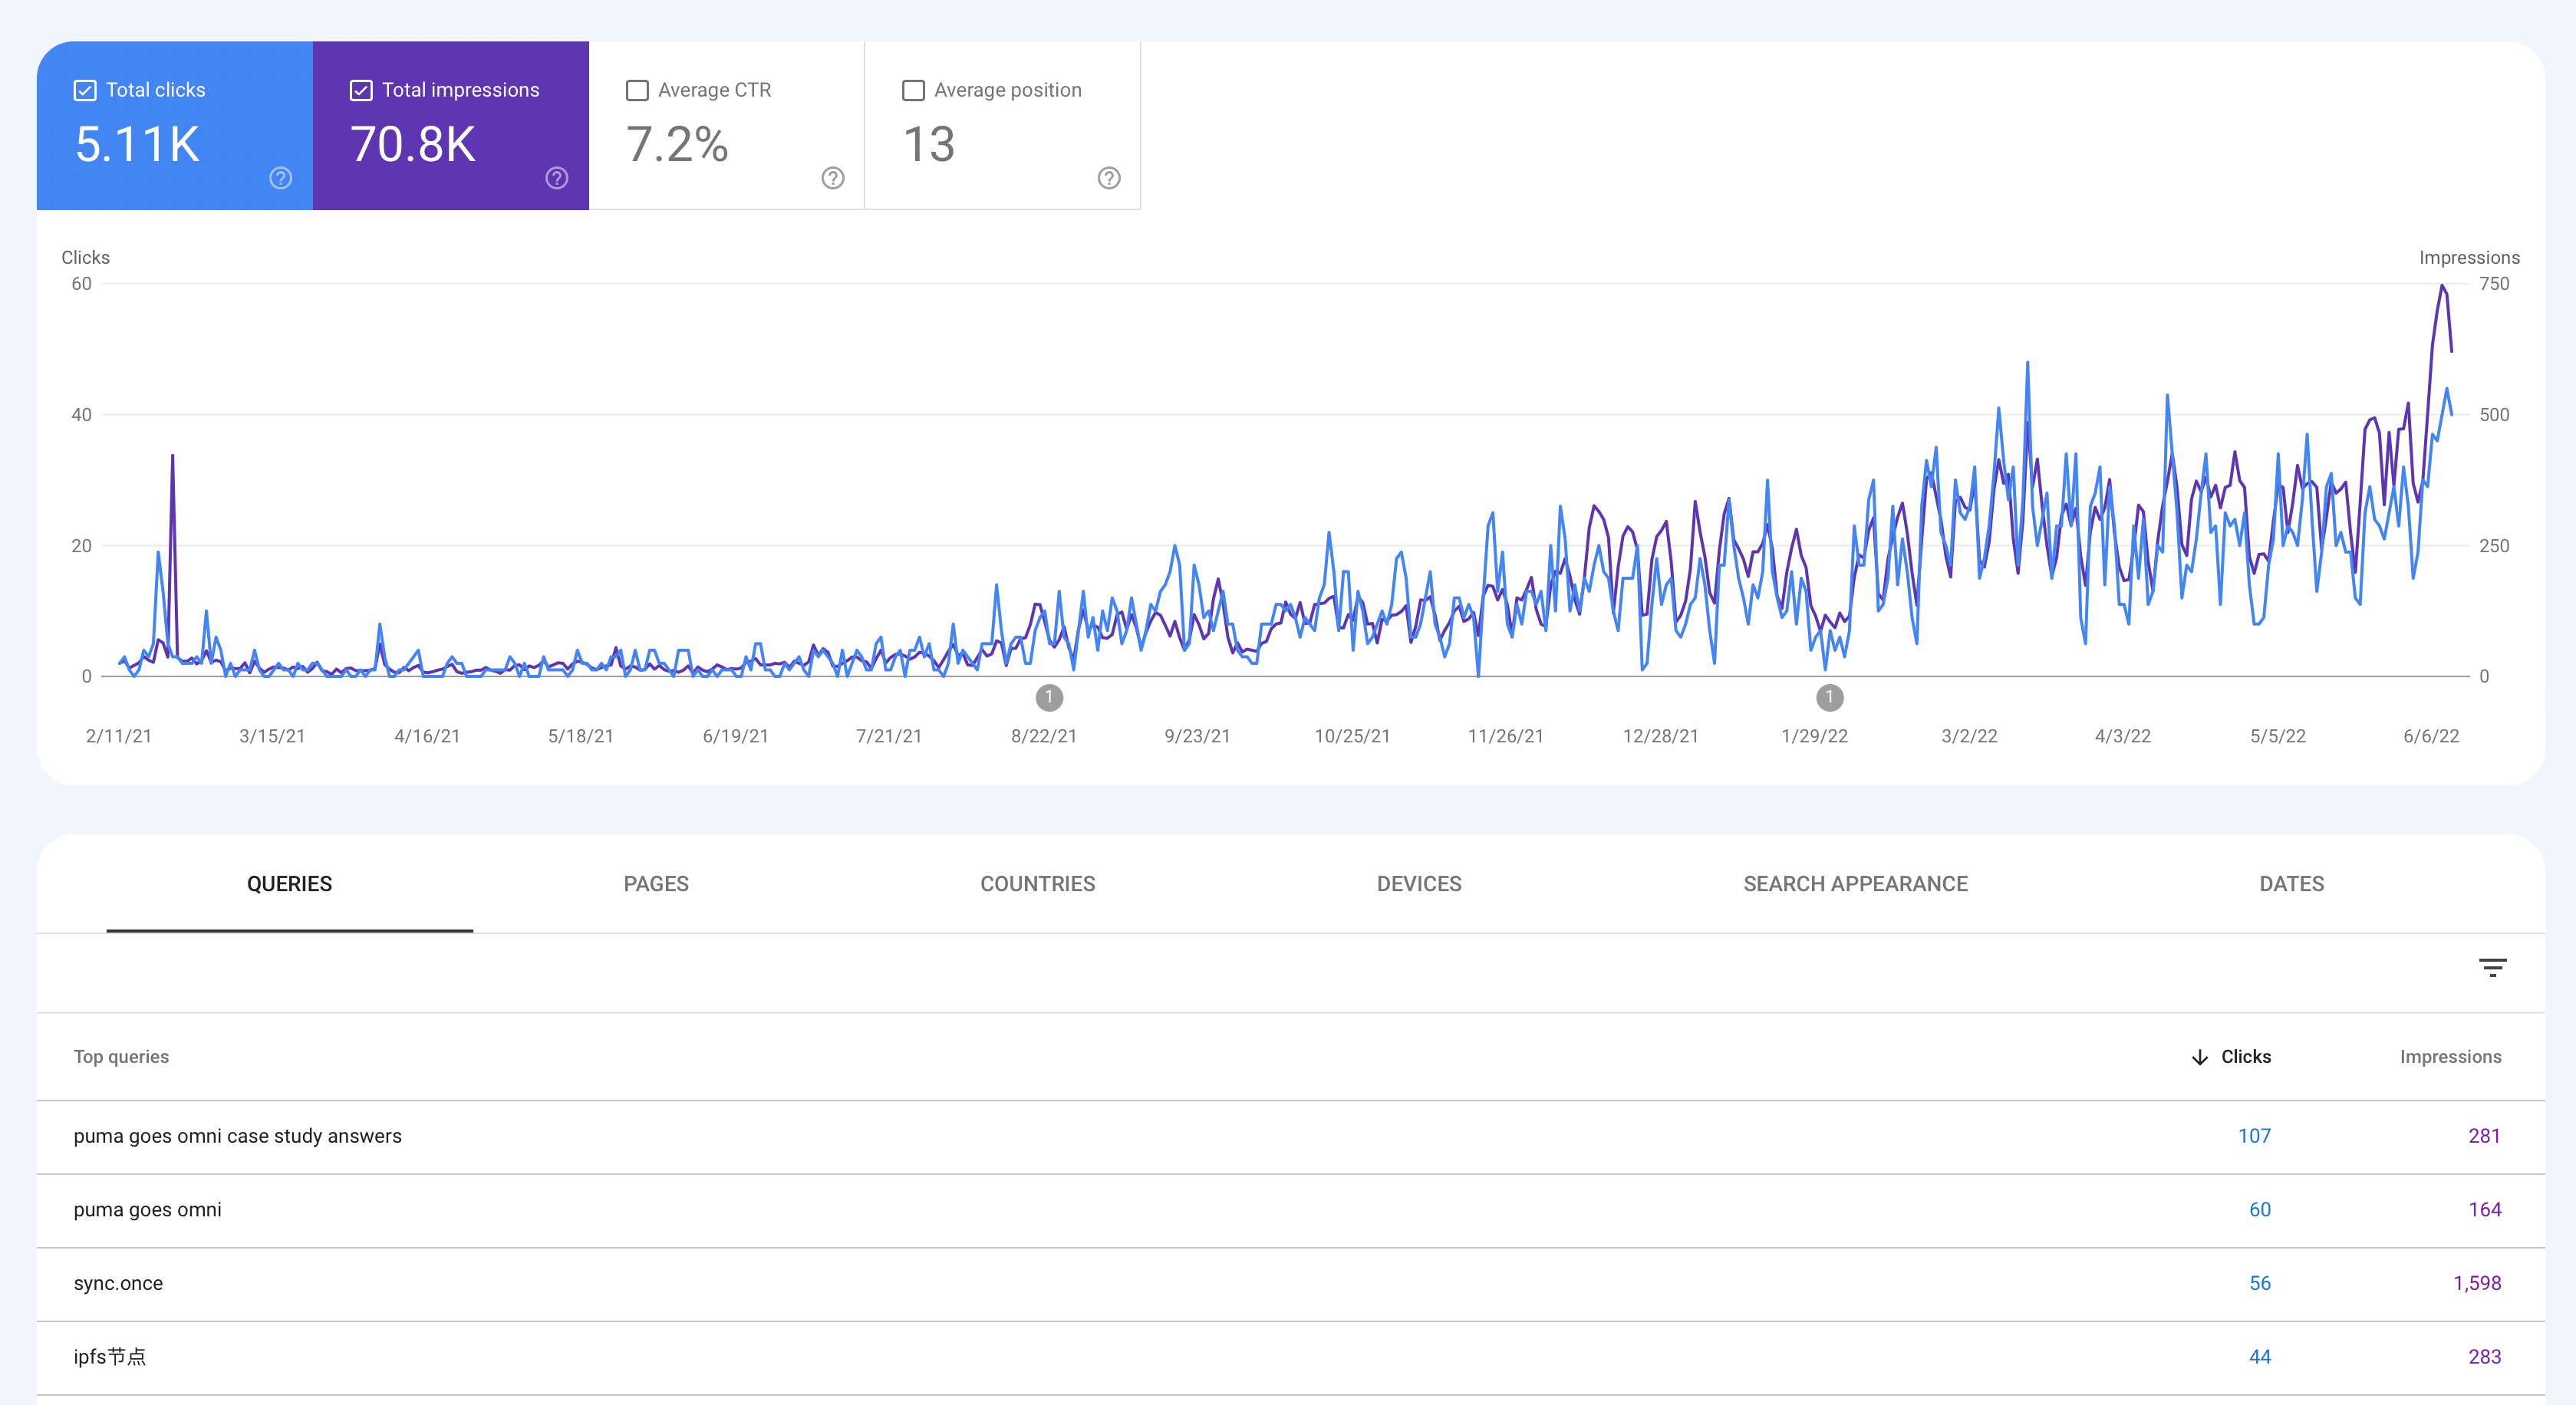 Total clicks
5.11K
Total impressions
70.8K
Average CTR
7.2%
Average position
13
Clicks
Impressions
60
750
40
500
20
250
0
0
1
1
2/11/21 3/15/21 4/16/21 5/18/21 6/19/21 7/21/21 8/22/21 9/23/21 10/25/21 11/26/21 12/28/21 1/29/22 3/2/22 4/3/22 5/5/22 6/6/22
QUERIES PAGES COUNTRIES DEVICES SEARCH APPEARANCE DATES
Top queries Clicks Impressions
puma goes omni case study answers 107 281
puma goes omni 60 164
sync.once 56 1,598
ipfs节点 44 283